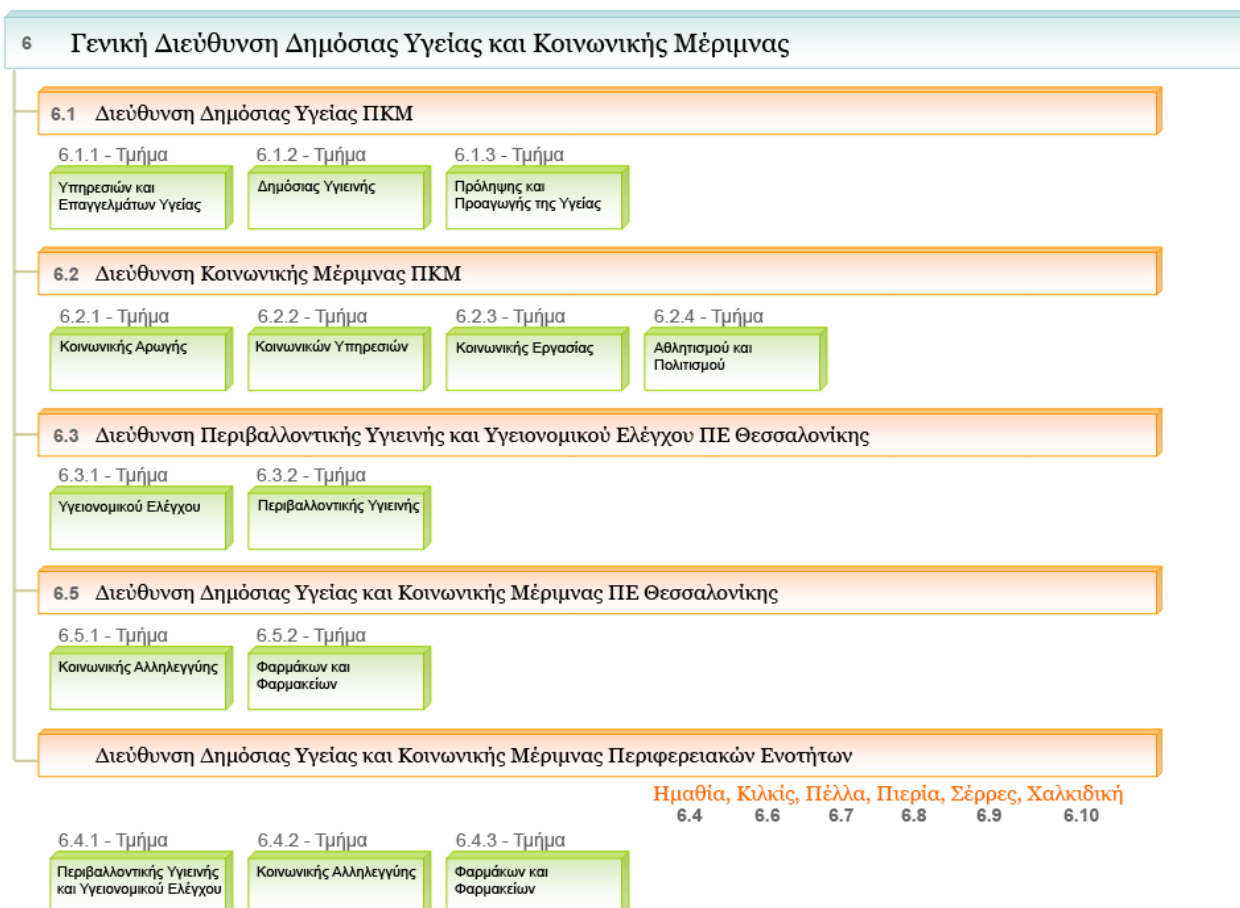 6 Γενική Διεύθυνση Δημόσιας Υγείας και Κοινωνικής Μέριμνας
6.1 Διεύθυνση Δημόσιας Υγείας ΠΚΜ
6.1.1 - Τμήμα
Υπηρεσιών και
Επαγγελμάτων Υγείας
6.1.2 - Τμήμα
Δημόσιας Υγιεινής
6.1.3 - Τμήμα
Πρόληψης και
Προαγωγής της Υγείας
6.2 Διεύθυνση Κοινωνικής Μέριμνας ΠΚΜ
6.2.1 - Τμήμα
Κοινωνικής Αρωγής
6.2.2 - Τμήμα
Κοινωνικών Υπηρεσιών
6.2.3 - Τμήμα
Κοινωνικής Εργασίας
6.2.4 - Τμήμα
Αθλητισμού και
Πολιτισμού
6.3 Διεύθυνση Περιβαλλοντικής Υγιεινής και Υγειονομικού Ελέγχου ΠΕ Θεσσαλονίκης
6.3.1 - Τμήμα
Υγειονομικού Ελέγχου
6.3.2 - Τμήμα
Περιβαλλοντικής Υγιεινής
6.5 Διεύθυνση Δημόσιας Υγείας και Κοινωνικής Μέριμνας ΠΕ Θεσσαλονίκης
6.5.1 - Τμήμα
Κοινωνικής Αλληλεγγύης
6.5.2 - Τμήμα
Φαρμάκων και
Φαρμακείων
Διεύθυνση Δημόσιας Υγείας και Κοινωνικής Μέριμνας Περιφερειακών Ενοτήτων
Ημαθία, Κιλκίς, Πέλλα, Πιερία, Σέρρες, Χαλκιδική
6.4 6.6 6.7 6.8 6.9 6.10
6.4.1 - Τμήμα
Περιβαλλοντικής Υγιεινής
και Υγειονομικού Ελέγχου
6.4.2 - Τμήμα
Κοινωνικής Αλληλεγγύης
6.4.3 - Τμήμα
Φαρμάκων και
Φαρμακείων